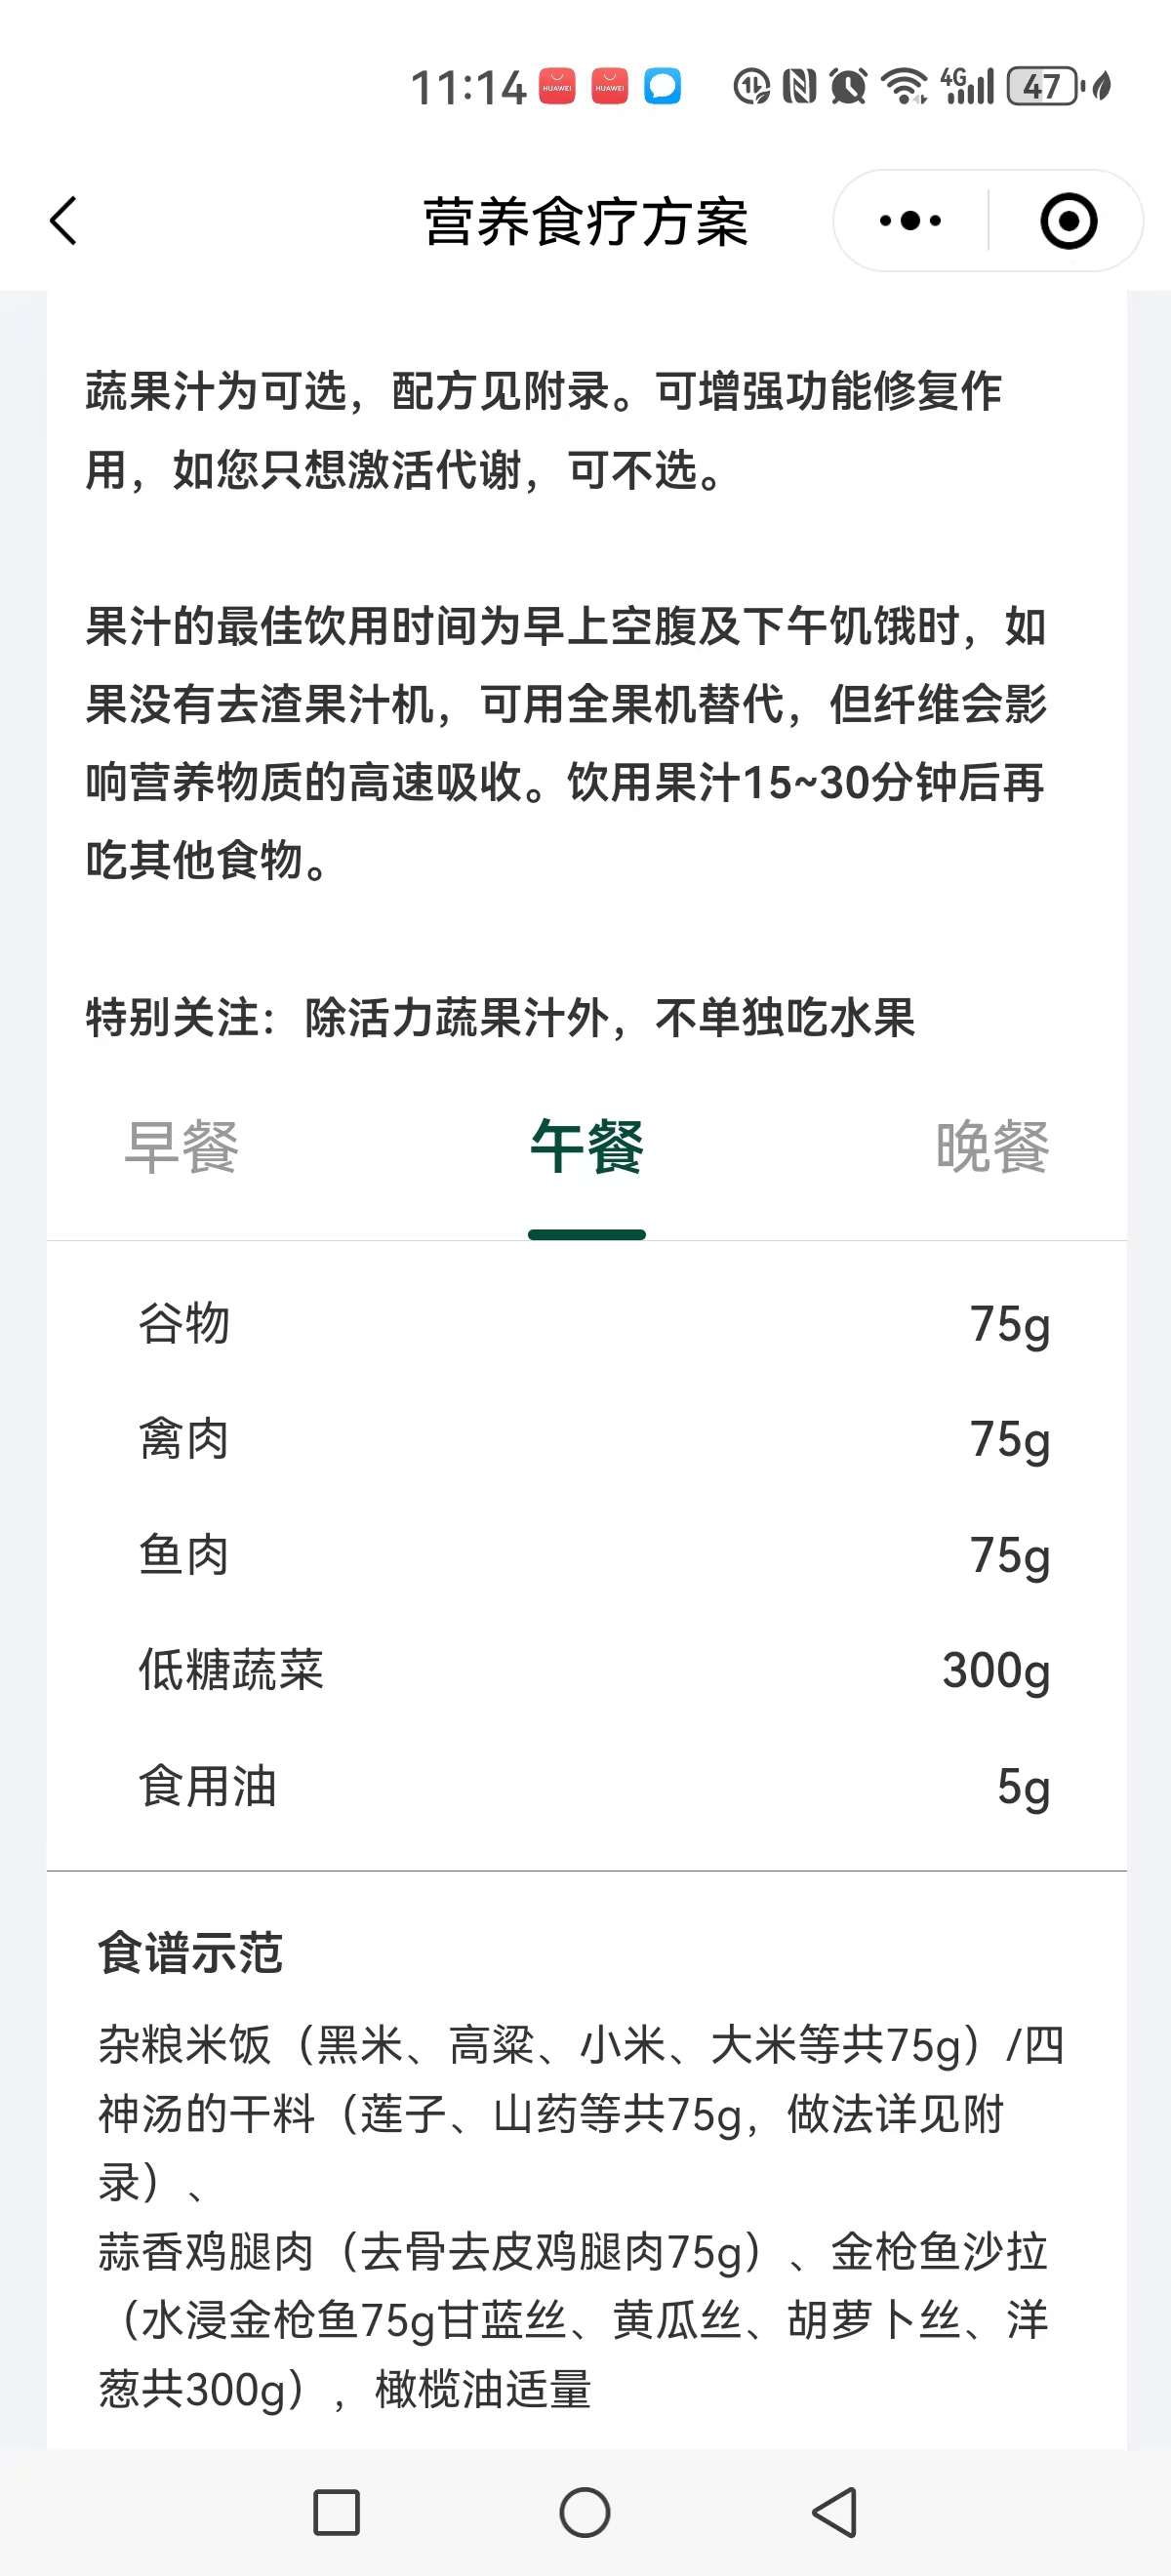 11:14 HUAWEI HUAWEI 4G 47
营养食疗方案
蔬果汁为可选，配方见附录。可增强功能修复作
用，如您只想激活代谢，可不选。
果汁的最佳饮用时间为早上空腹及下午饥饿时，如
果没有去渣果汁机，可用全果机替代，但纤维会影
响营养物质的高速吸收。饮用果汁15~30分钟后再
吃其他食物。
特别关注：除活力蔬果汁外，不单独吃水果
早餐 午餐 晚餐
谷物 75g
禽肉 75g
鱼肉 75g
低糖蔬菜 300g
食用油 5g
食谱示范
杂粮米饭（黑米、高粱、小米、大米等共75g）/四
神汤的干料（莲子、山药等共75g，做法详见附
录）、
蒜香鸡腿肉（去骨去皮鸡腿肉75g）、金枪鱼沙拉
（水浸金枪鱼75g甘蓝丝、黄瓜丝、胡萝卜丝、洋
葱共300g），橄榄油适量